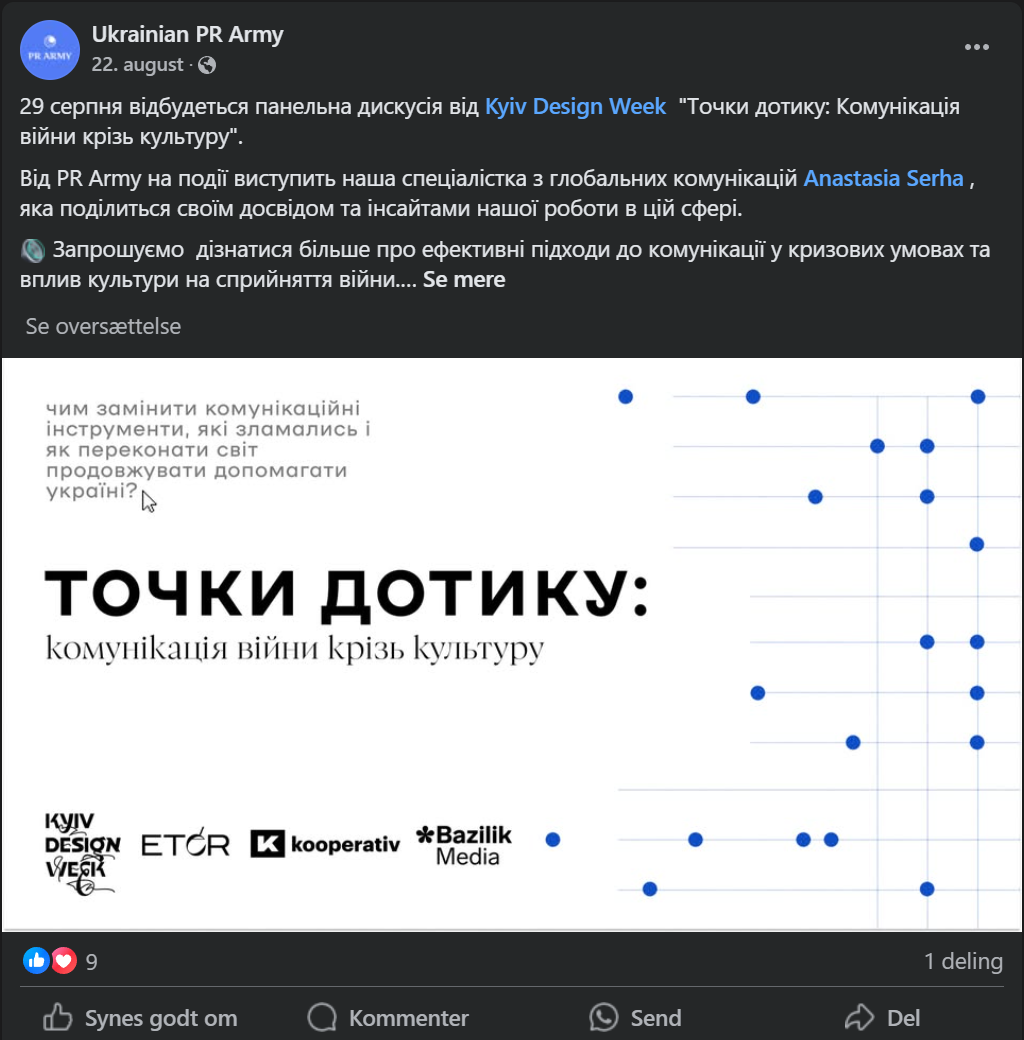 Ukrainian PR Army
22. august ·
PR ARMY
29 серпня відбудеться панельна дискусія від Kyiv Design Week "Точки дотику: Комунікація
війни крізь культуру".
Від PR Army на події виступить наша спеціалістка з глобальних комунікацій Anastasia Serha ,
яка поділиться своїм досвідом та інсайтами нашої роботи в цій сфері.
Запрошуємо дізнатися більше про ефективні підходи до комунікації у кризових умовах та
вплив культури на сприйняття війни.... Se mere
Se oversættelse
чим замінити комунікаційні
інструменти, які зламались і
як переконати світ
продовжувати допомагати
україні?
ТОЧКИ ДОТИКУ:
комунікація війни крізь культуру
KYIV
DESIGN
WEEK
ETCR
K kooperativ
*Bazilik
Media
9
1 deling
Synes godt om
Kommenter
Send
Del